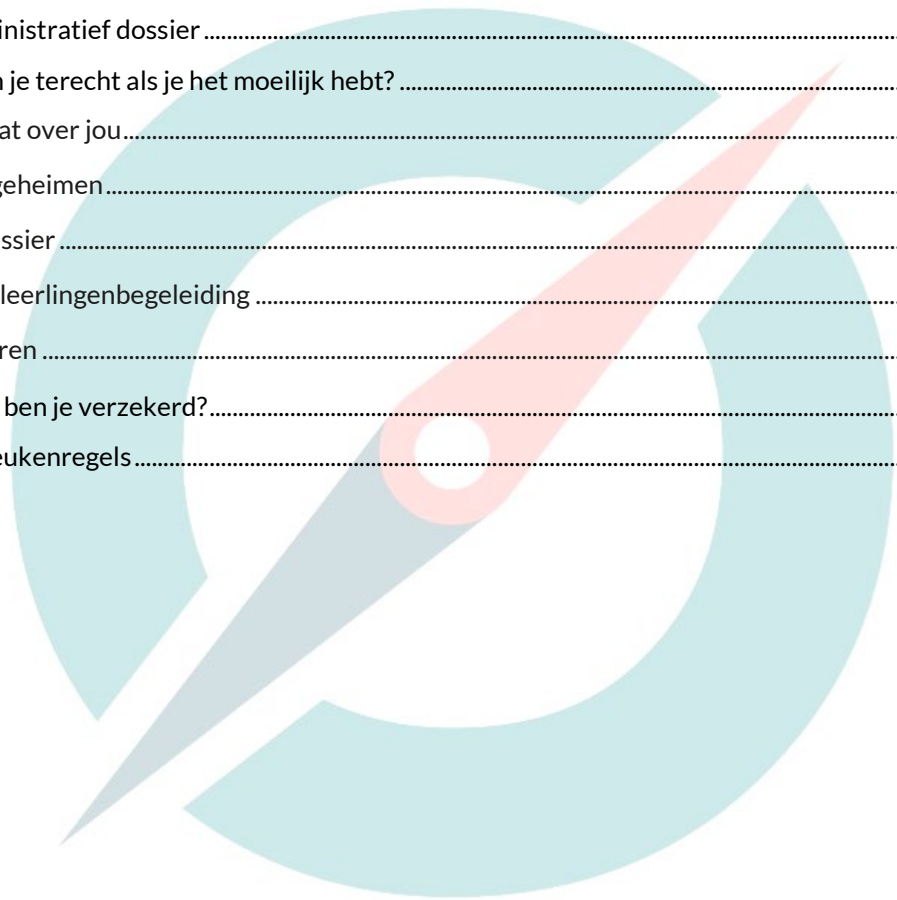 inistratief dossier
n je terecht als je het moeilijk hebt?
at over jou
geheimen
ssier
leerlingenbegeleiding
ren
ben je verzekerd?
eukenregels